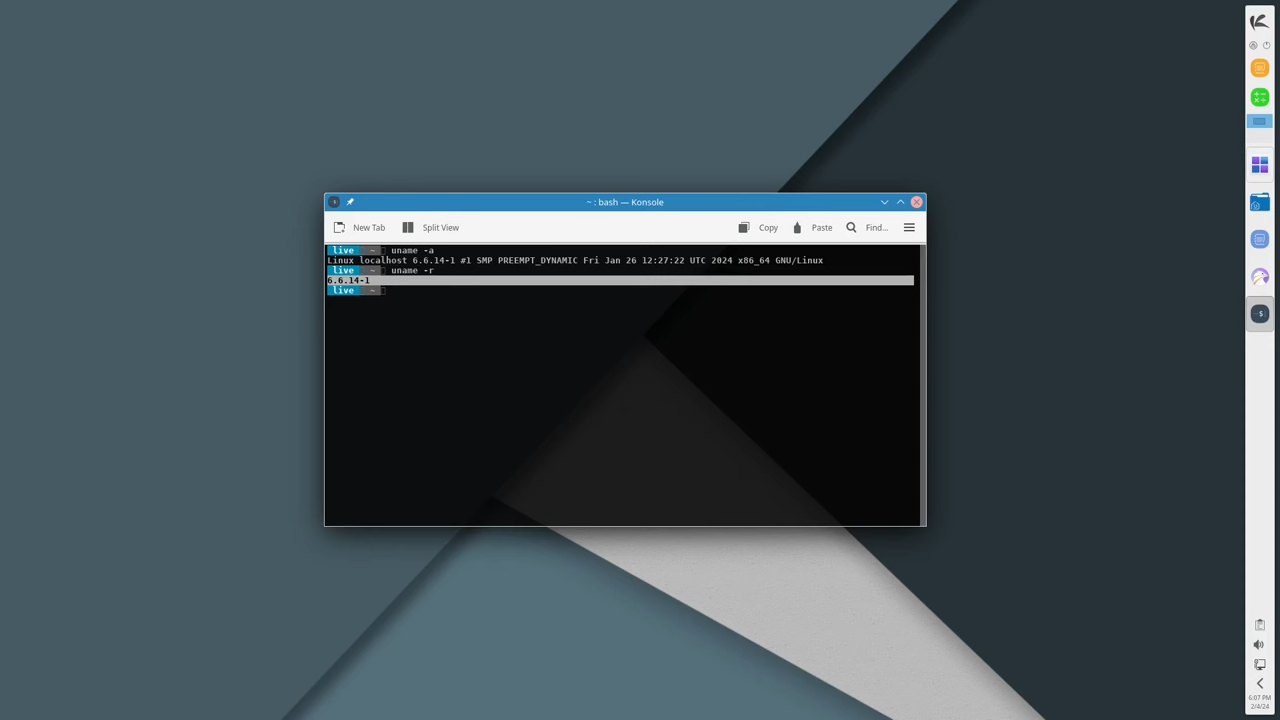 ~ : bash — Konsole
New Tab
Split View
Copy
Paste
Find...
live ~ uname -a
Linux localhost 6.6.14-1 #1 SMP PREEMPT_DYNAMIC Fri Jan 26 12:27:22 UTC 2024 x86_64 GNU/Linux
live ~ uname -r
6.6.14-1
live ~
6:07 PM
2/4/24